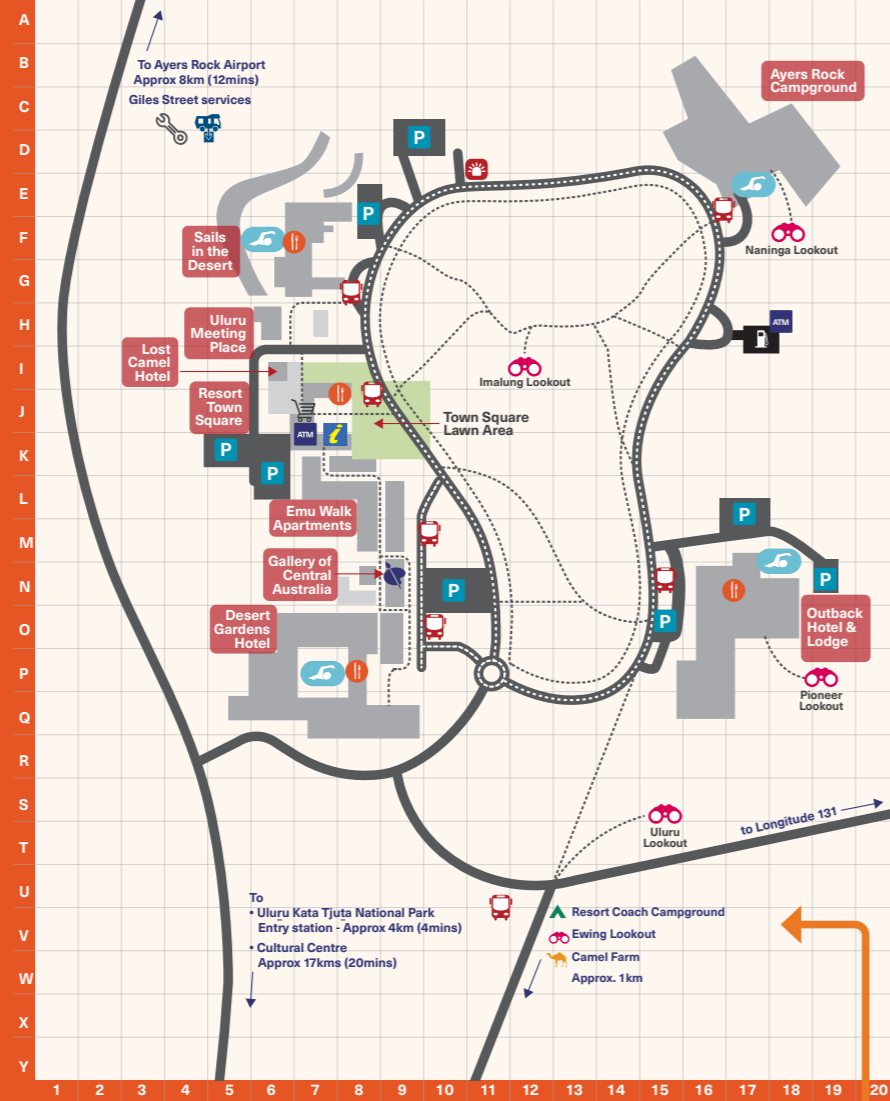 A
B
C
D
E
F
G
H
I
J
K
L
M
N
O
P
Q
R
S
T
U
V
W
X
Y
To Ayers Rock Airport
Approx 8km (12mins)
Giles Street services
Ayers Rock
Campground
P
P
Sails
in the
Desert
Naninga Lookout
Uluru
Meeting
Place
ATM
Lost
Camel
Hotel
Imalung Lookout
Resort
Town
Square
Town Square
Lawn Area
ATM
i
P
P
Emu Walk
Apartments
P
Gallery of
Central
Australia
P
P
Desert
Gardens
Hotel
P
Outback
Hotel &
Lodge
Pioneer
Lookout
Uluru
Lookout
to Longitude 131
To
• Uluru Kata Tjuta National Park
Entry station - Approx 4km (4mins)
• Cultural Centre
Approx 17kms (20mins)
Resort Coach Campground
Ewing Lookout
Camel Farm
Approx. 1km
1 2 3 4 5 6 7 8 9 10 11 12 13 14 15 16 17 18 19 20